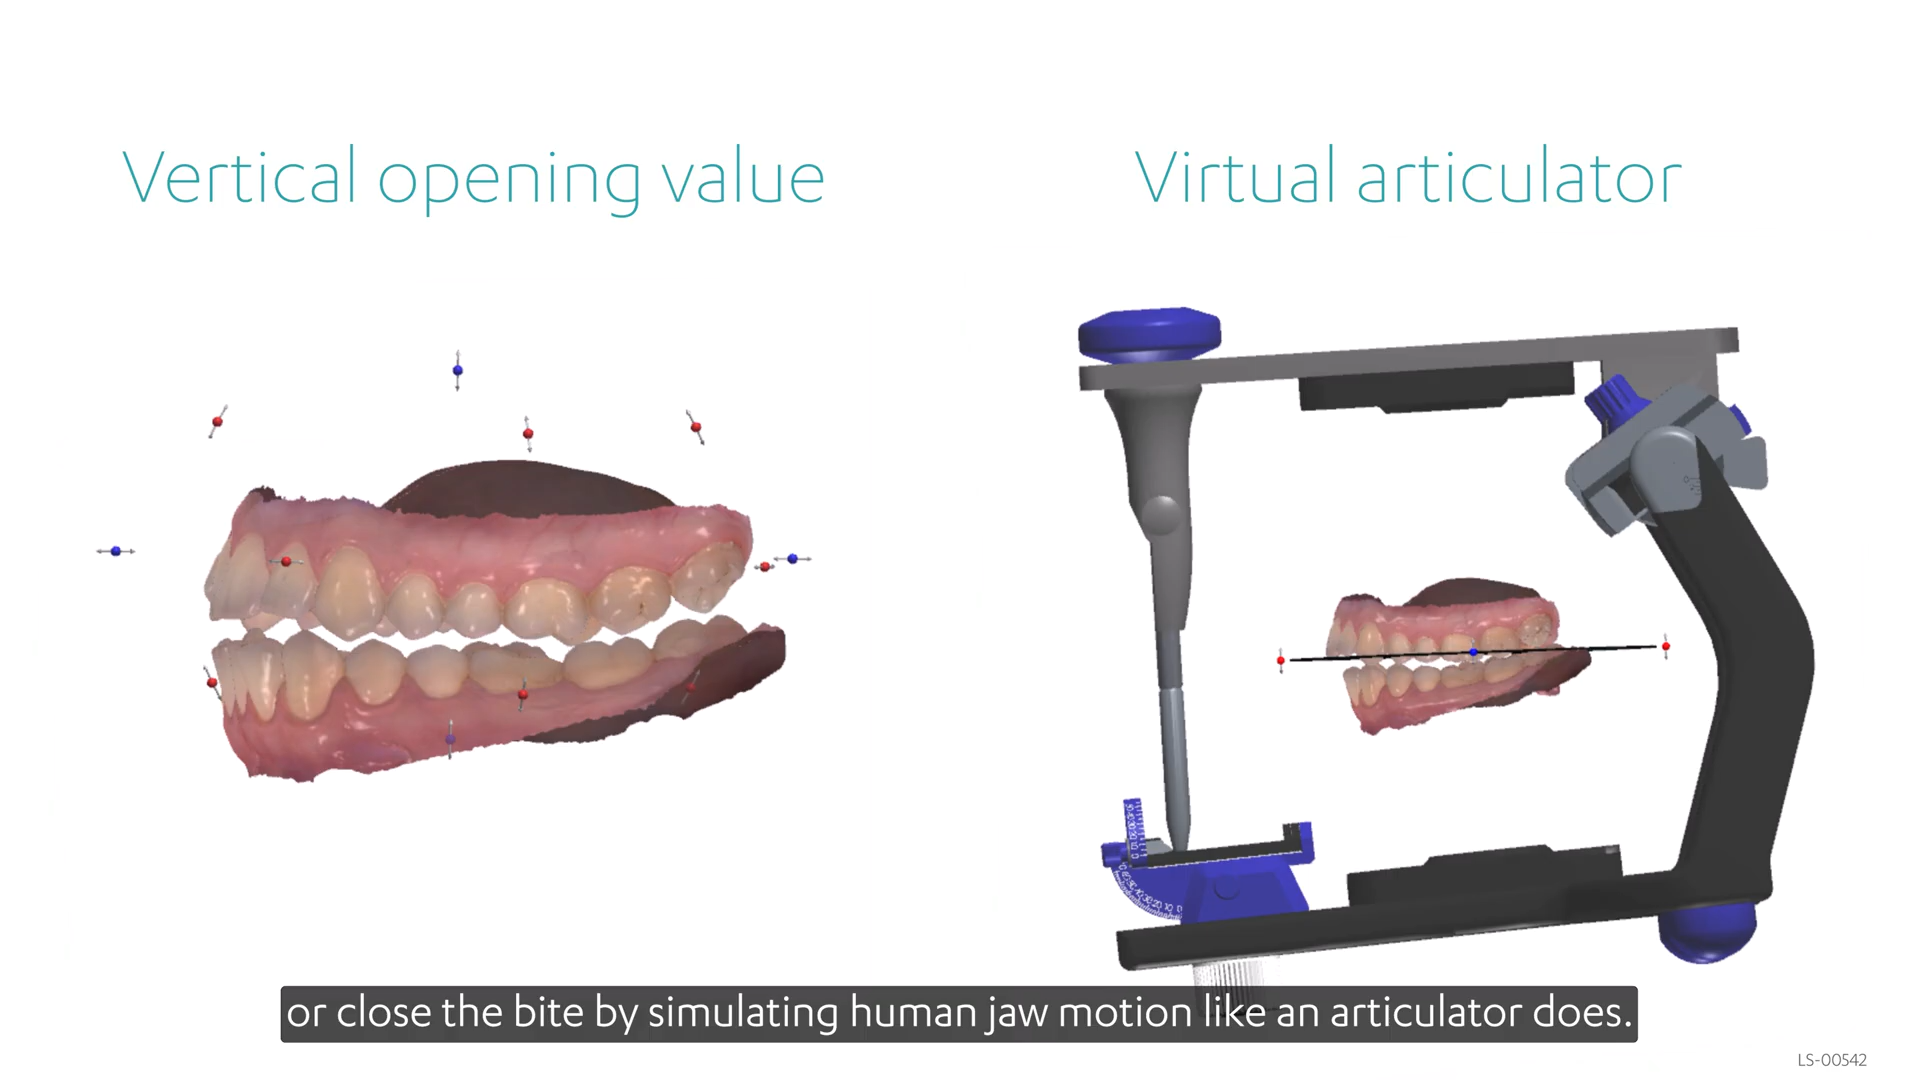 Vertical opening value
Virtual articulator
or close the bite by simulating human jaw motion like an articulator does.
LS-00542